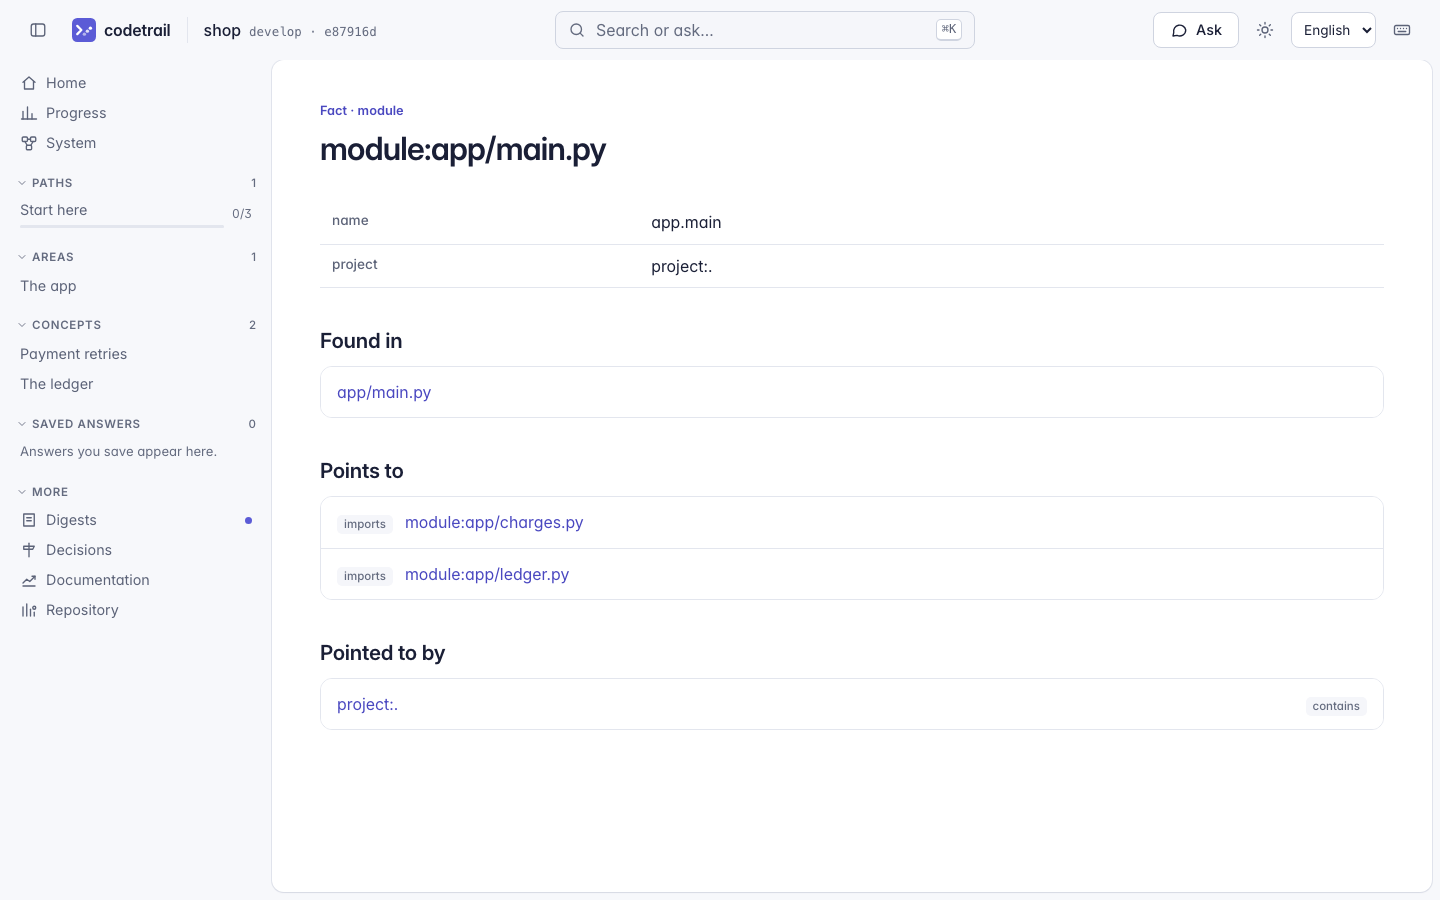 codetrail
shop develop · e87916d
Search or ask...
⌘K
Ask
English
Home
Progress
System
PATHS 1
Start here 0/3
AREAS 1
The app
CONCEPTS 2
Payment retries
The ledger
SAVED ANSWERS 0
Answers you save appear here.
MORE
Digests
Decisions
Documentation
Repository
Fact · module
module:app/main.py
name app.main
project project:.
Found in
app/main.py
Points to
imports module:app/charges.py
imports module:app/ledger.py
Pointed to by
project:. contains